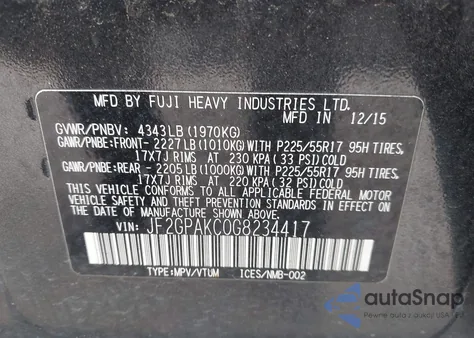 MFD BY FUJI HEAVY INDUSTRIES LTD.
MFD IN 12/15
GVWR/PNBV: 4343LB (1970KG)
GAWR/PNBE:FRONT- 2227LB (1010KG) WITH P225/55R17 95H TIRES,
17X7J RIMS AT 230 KPA (33 PSI) COLD
GAWR/PNBE:REAR - 2205LB (1000KG) WITH P225/55R17 95H TIRES,
17X7J RIMS AT 220 KPA (32 PSI) COLD
THIS VEHICLE CONFORMS TO ALL APPLICABLE FEDERAL MOTOR
VEHICLE SAFETY STANDARDS IN EFFECT ON THE DATE OF
MANUFACTURE SHOWN ABOVE.
VIN: JF2GPAKC0G8234417
TYPE:MPV/VTUM ICES/NMB-002
autoSnap
Pewne auta z aukcji USA